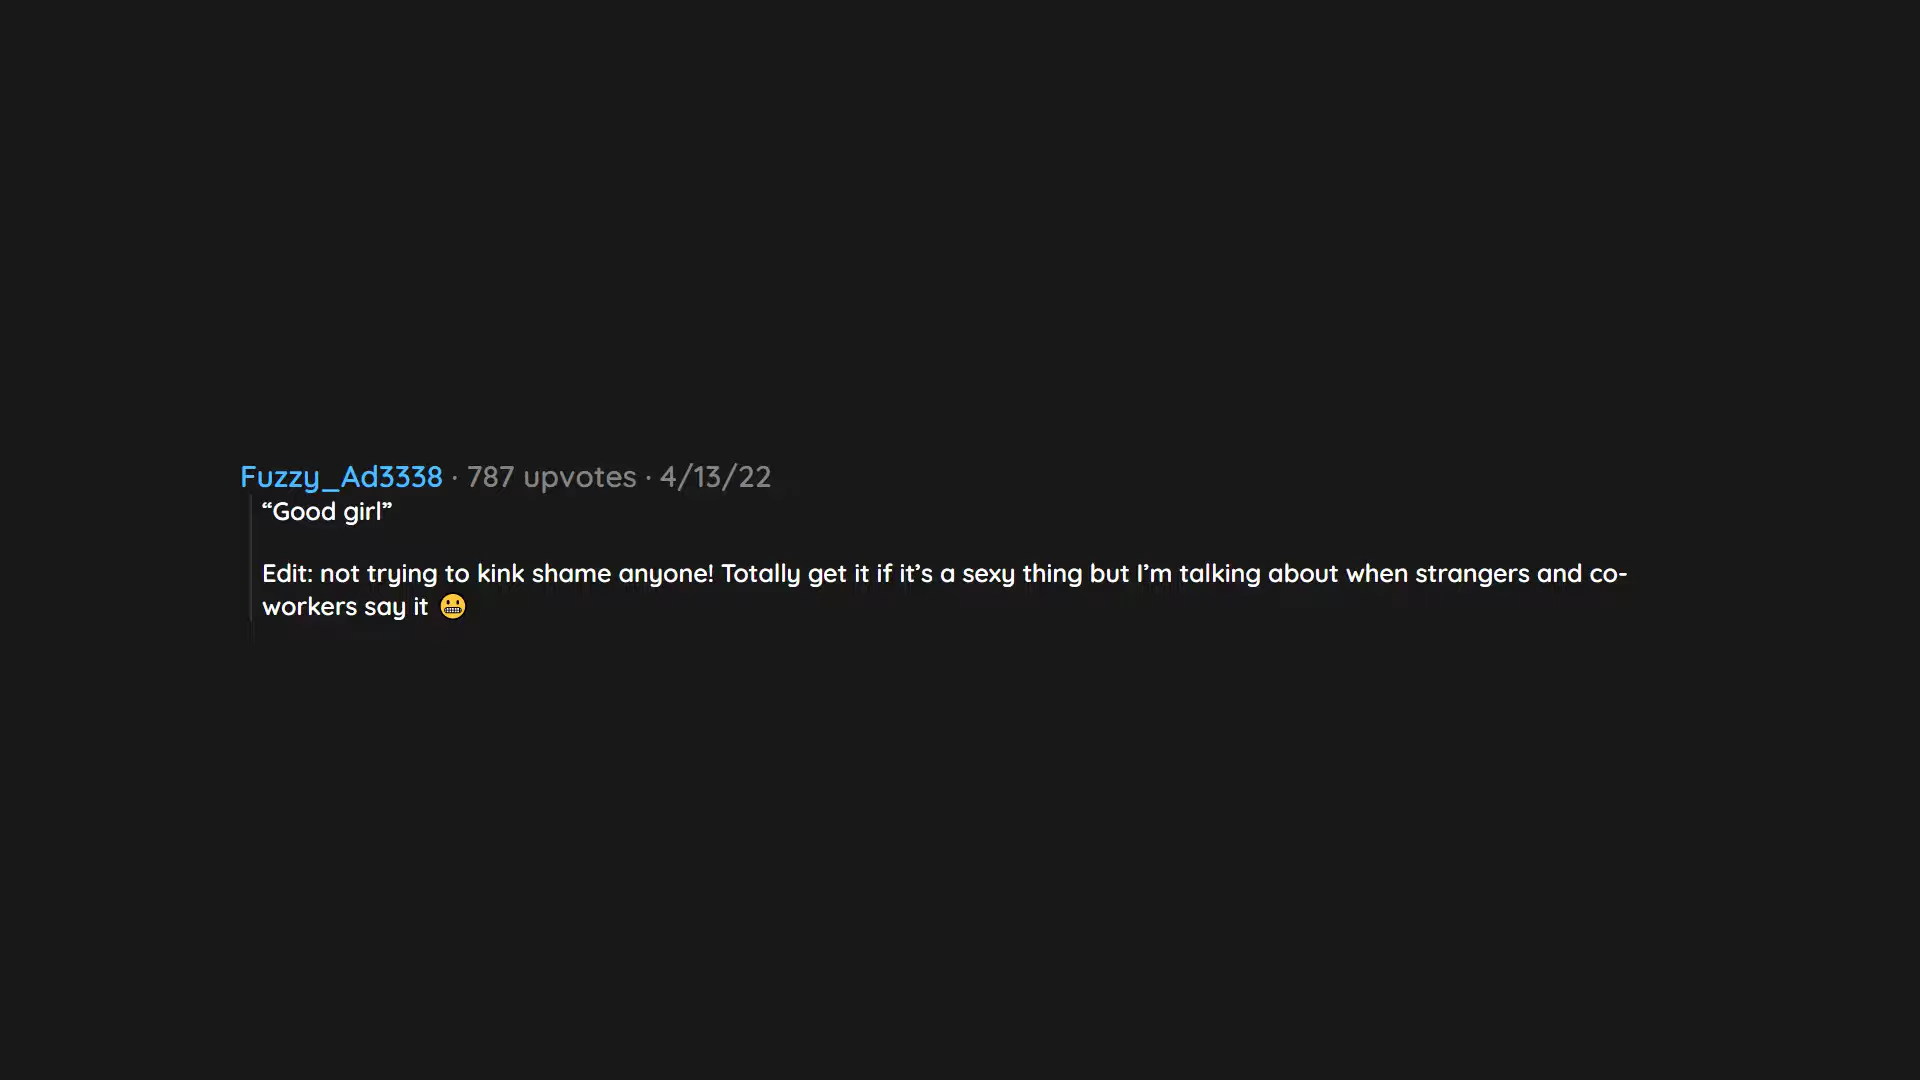 Fuzzy_Ad3338 · 787 upvotes · 4/13/22
“Good girl”
Edit: not trying to kink shame anyone! Totally get it if it’s a sexy thing but I’m talking about when strangers and co-
workers say it 😬